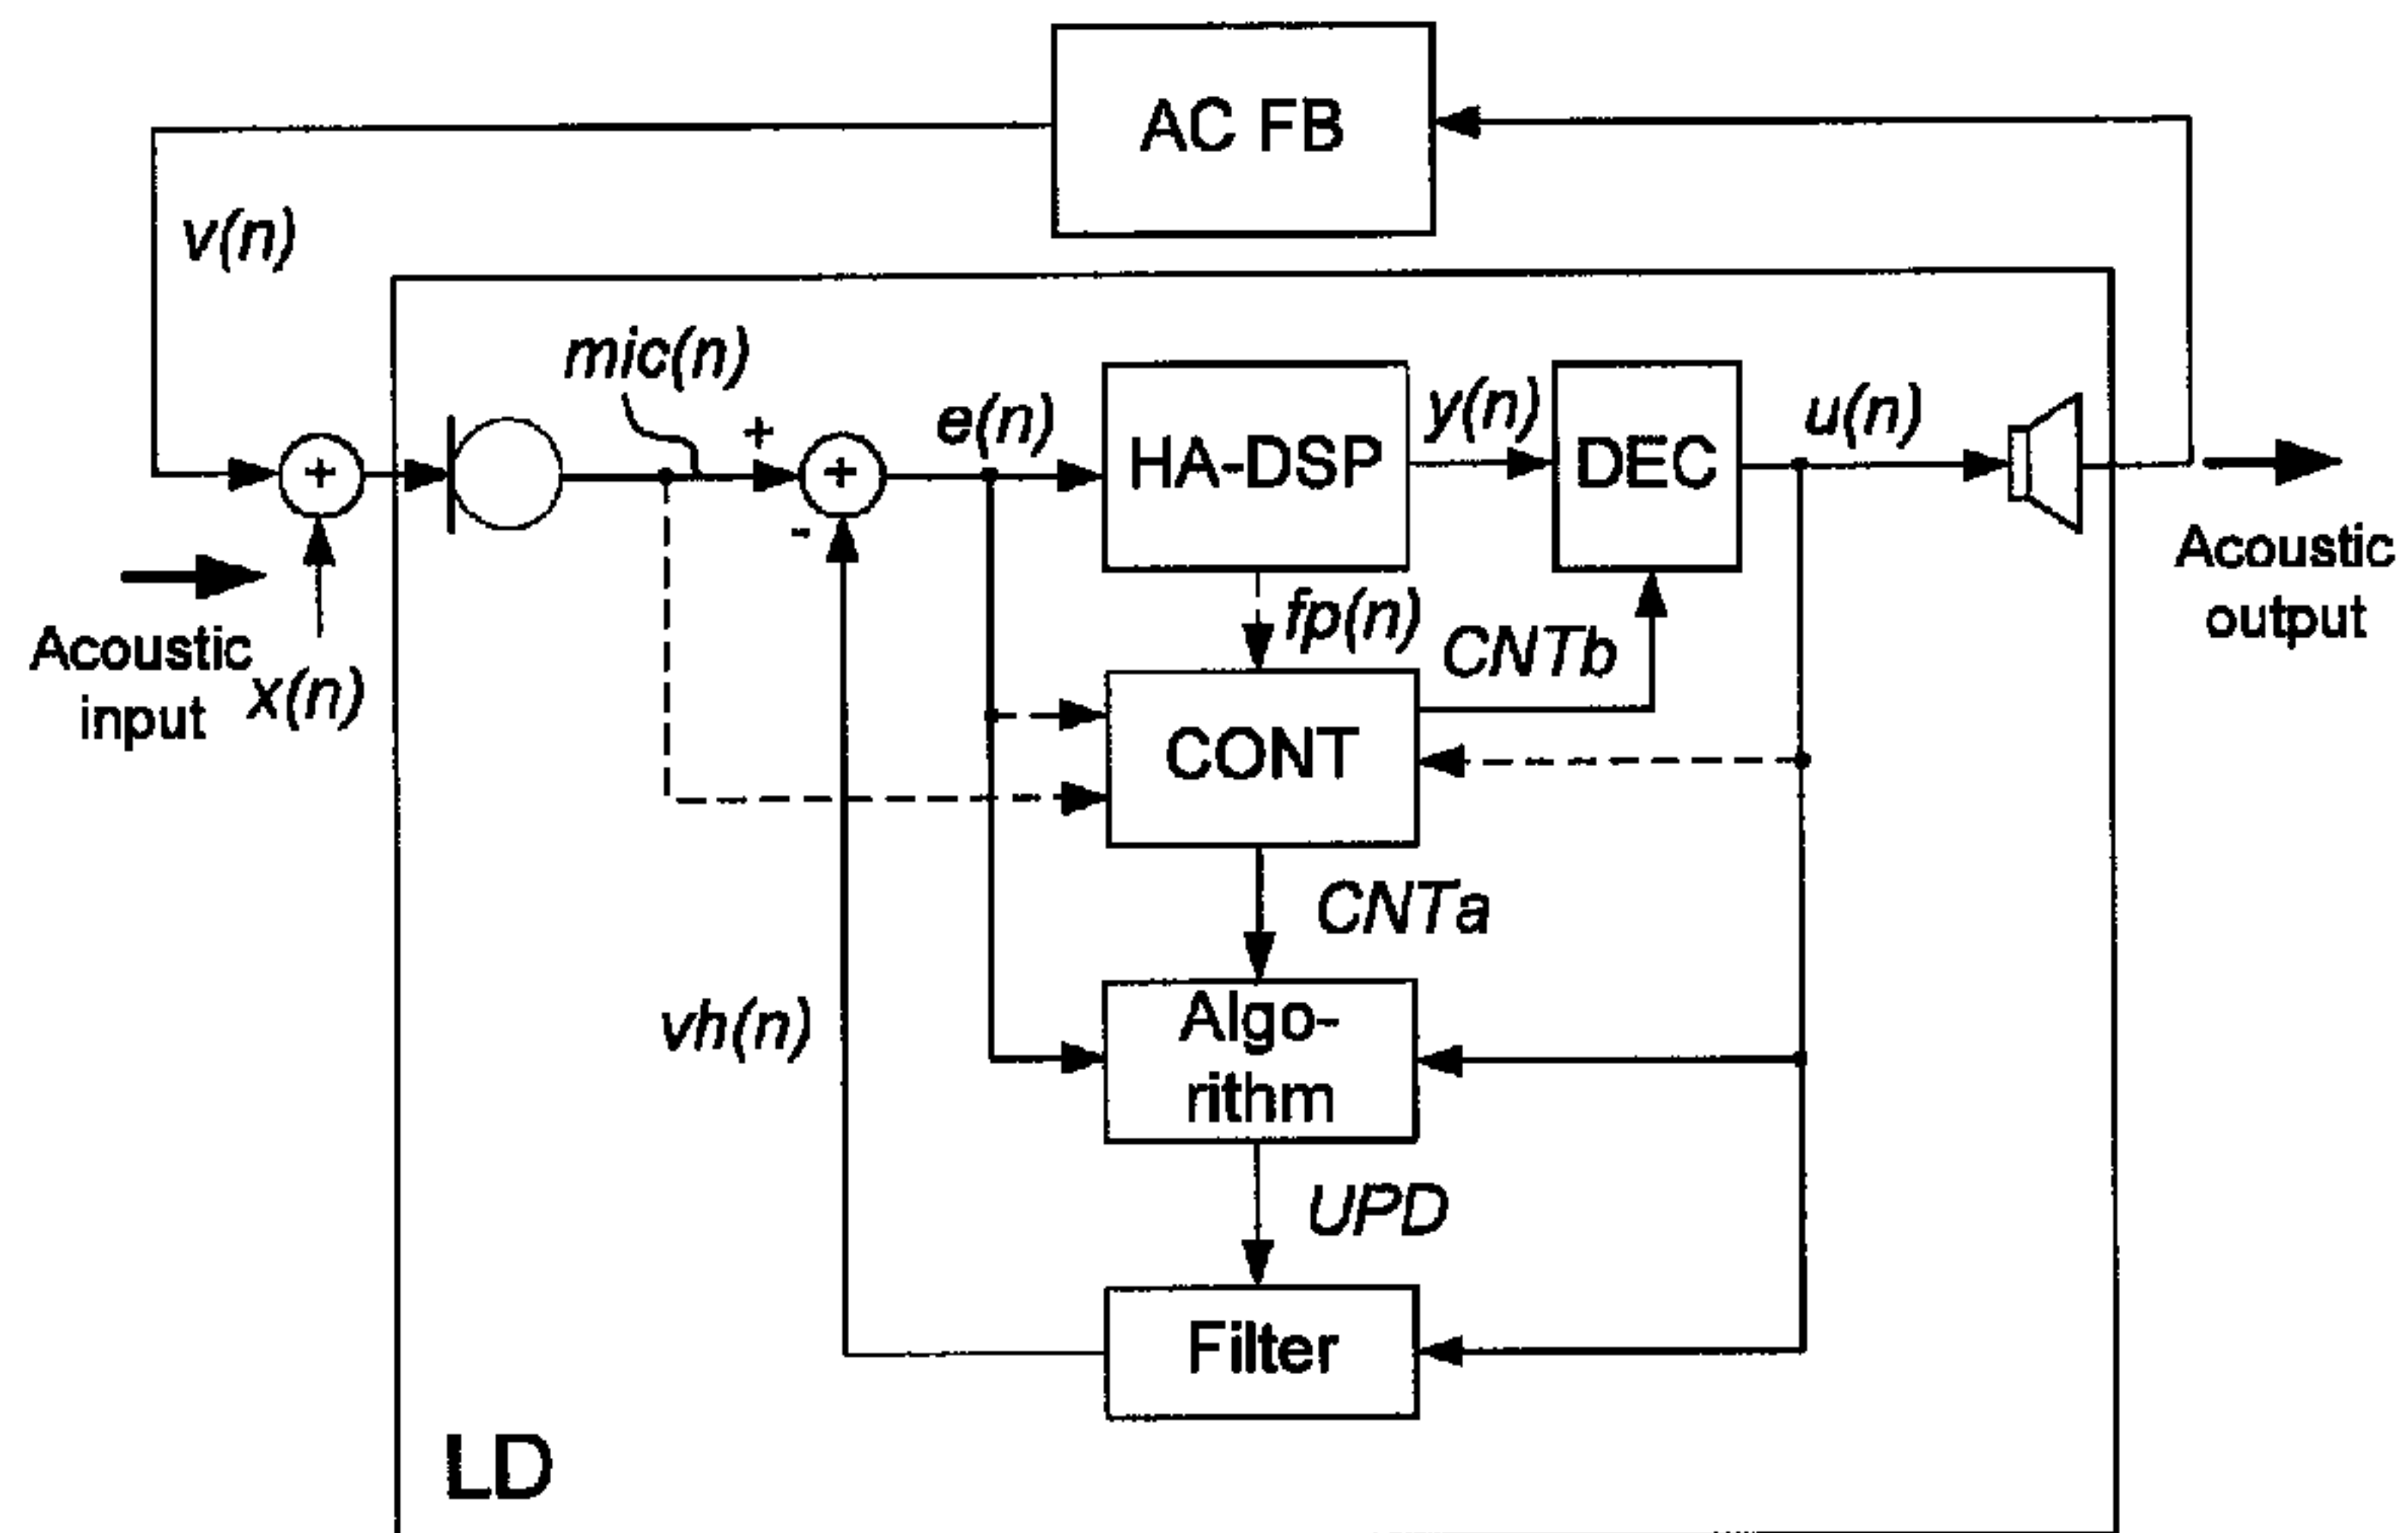 AC FB
v(n)
mic(n)
+
e(n)
HA-DSP
y(n)
DEC
u(n)
+
+
-
Acoustic
input
x(n)
Acoustic
output
fp(n)
CNTb
CONT
CNTa
vh(n)
Algo-
rithm
UPD
Filter
LD